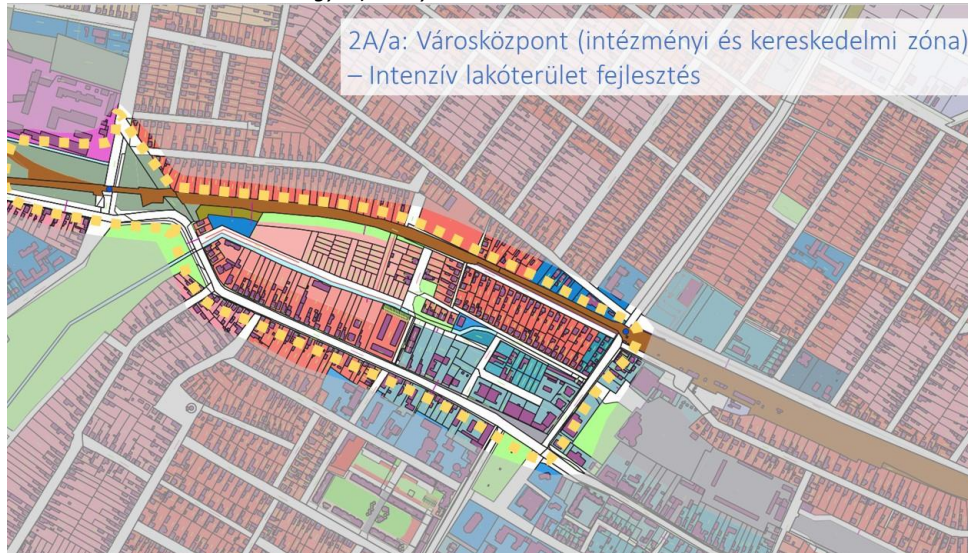 2A/a: Városközpont (intézményi és kereskedelmi zóna)
– Intenzív lakóterület fejlesztés